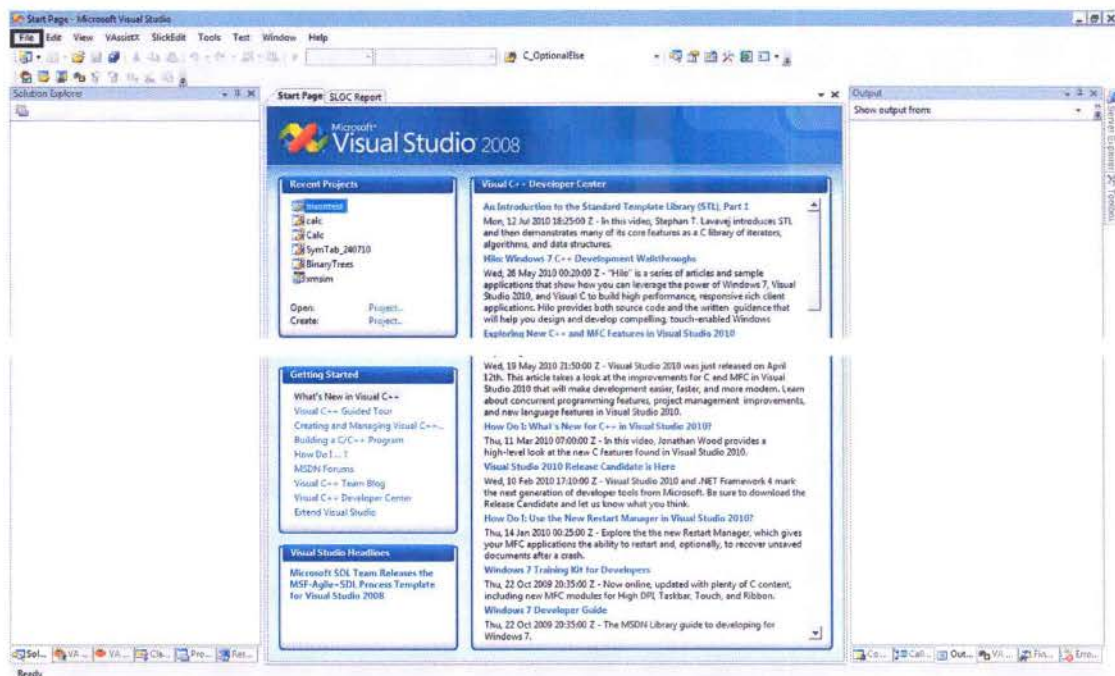 Start Page - Microsoft Visual Studio
File Edit View VAssistX SlickEdit Tools Test Window Help
C_OptionalElse
Solution Explorer
Start Page SLOC Report
Output
Show output from:
Server Explorer
Toolbox
Microsoft
Visual Studio 2008
Recent Projects
calc
Calc
SymTab_240710
BinaryTrees
xmsim
Open: Project...
Create: Project...
Getting Started
What's New in Visual C++
Visual C++ Guided Tour
Creating and Managing Visual C++...
Building a C/C++ Program
How Do I ... ?
MSDN Forums
Visual C++ Team Blog
Visual C++ Developer Center
Extend Visual Studio
Visual Studio Headlines
Microsoft SDL Team Releases the
MSF-Agile+SDL Process Template
for Visual Studio 2008
Visual C++ Developer Center
An Introduction to the Standard Template Library (STL), Part 1
Mon, 12 Jul 2010 18:25:00 Z - In this video, Stephan T. Lavavej introduces STL
and then demonstrates many of its core features as a C library of iterators,
algorithms, and data structures.
Hilo: Windows 7 C++ Development Walkthroughs
Wed, 26 May 2010 00:20:00 Z - "Hilo" is a series of articles and sample
applications that show how you can leverage the power of Windows 7, Visual
Studio 2010, and Visual C to build high performance, responsive rich client
applications. Hilo provides both source code and the written guidance that
will help you design and develop compelling, touch-enabled Windows
Exploring New C++ and MFC Features in Visual Studio 2010
Wed, 19 May 2010 21:50:00 Z - Visual Studio 2010 was just released on April
12th. This article takes a look at the improvements for C and MFC in Visual
Studio 2010 that will make development easier, faster, and more modern. Learn
about concurrent programming features, project management improvements,
and new language features in Visual Studio 2010.
How Do I: What's New for C++ in Visual Studio 2010?
Thu, 11 Mar 2010 07:00:00 Z - In this video, Jonathan Wood provides a
high-level look at the new C features found in Visual Studio 2010.
Visual Studio 2010 Release Candidate is Here
Wed, 10 Feb 2010 17:10:00 Z - Visual Studio 2010 and .NET Framework 4 mark
the next generation of developer tools from Microsoft. Be sure to download the
Release Candidate and let us know what you think.
How Do I: Use the New Restart Manager in Visual Studio 2010?
Thu, 14 Jan 2010 00:25:00 Z - Explore the the new Restart Manager, which gives
your MFC applications the ability to restart and, optionally, to recover unsaved
documents after a crash.
Windows 7 Training Kit for Developers
Thu, 22 Oct 2009 20:35:00 Z - Now online, updated with plenty of C content,
including new MFC modules for High DPI, Taskbar, Touch, and Ribbon.
Windows 7 Developer Guide
Thu, 22 Oct 2009 20:35:00 Z - The MSDN Library guide to developing for
Windows 7.
Sol... VA ... VA ... Cla... Pro... Res...
Co... Call... Out... VA ... Fin... Erro...
Ready